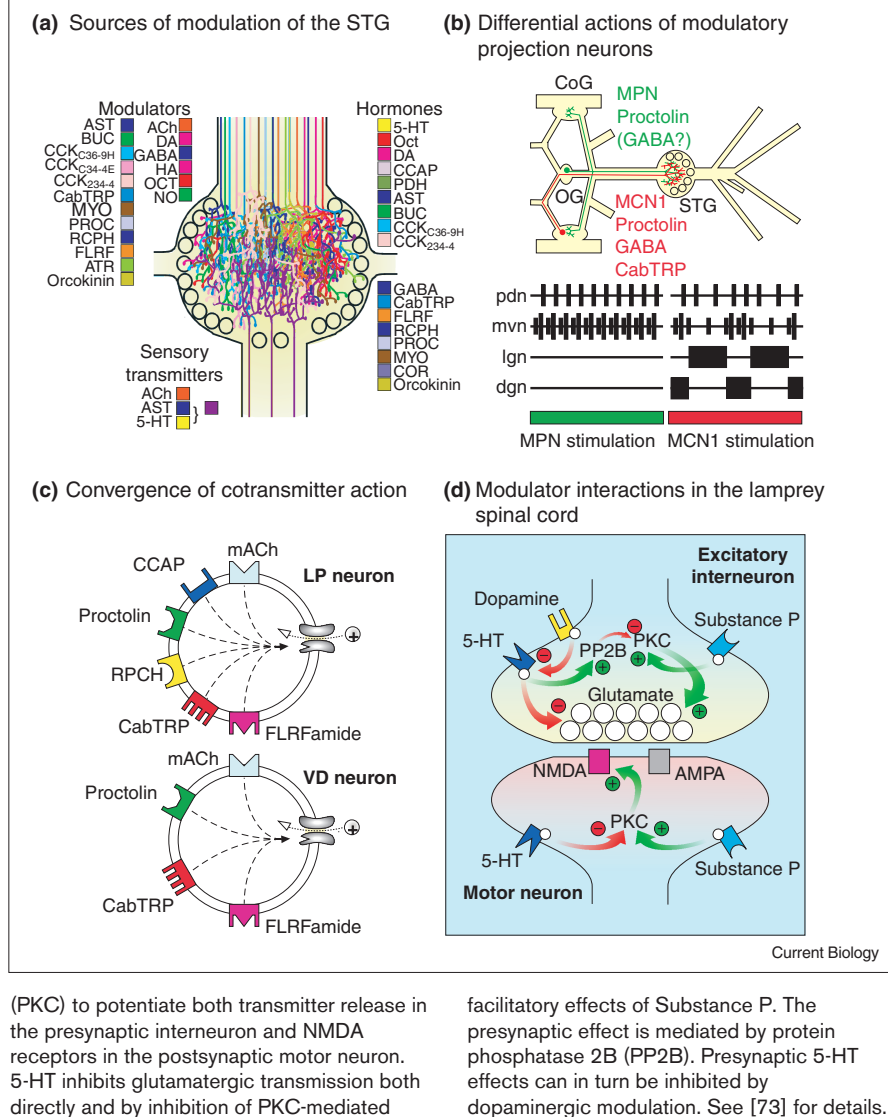 (a) Sources of modulation of the STG
Modulators
AST
BUC
CCKC36-9H
CCKC34-4E
CCK234-4
CabTRP
MYO
PROC
RCPH
FLRF
ATR
Orcokinin
ACh
DA
GABA
HA
OCT
NO
Hormones
5-HT
Oct
DA
CCAP
PDH
AST
BUC
CCKC36-9H
CCK234-4
GABA
CabTRP
FLRF
RCPH
PROC
MYO
COR
Orcokinin
Sensory
transmitters
ACh
AST
5-HT
}
(b) Differential actions of modulatory
projection neurons
CoG
MPN
Proctolin
(GABA?)
OG
STG
MCN1
Proctolin
GABA
CabTRP
pdn
mvn
lgn
dgn
MPN stimulation
MCN1 stimulation
(c) Convergence of cotransmitter action
mACh
CCAP
LP neuron
Proctolin
+
RPCH
CabTRP
FLRFamide
mACh
VD neuron
Proctolin
+
CabTRP
FLRFamide
(d) Modulator interactions in the lamprey
spinal cord
Excitatory
interneuron
Dopamine
Substance P
5-HT
–
–
PP2B
PKC
+
+
–
Glutamate
+
NMDA
AMPA
+
PKC
–
+
5-HT
Substance P
Motor neuron
Current Biology
(PKC) to potentiate both transmitter release in
the presynaptic interneuron and NMDA
receptors in the postsynaptic motor neuron.
5-HT inhibits glutamatergic transmission both
directly and by inhibition of PKC-mediated
facilitatory effects of Substance P. The
presynaptic effect is mediated by protein
phosphatase 2B (PP2B). Presynaptic 5-HT
effects can in turn be inhibited by
dopaminergic modulation. See [73] for details.